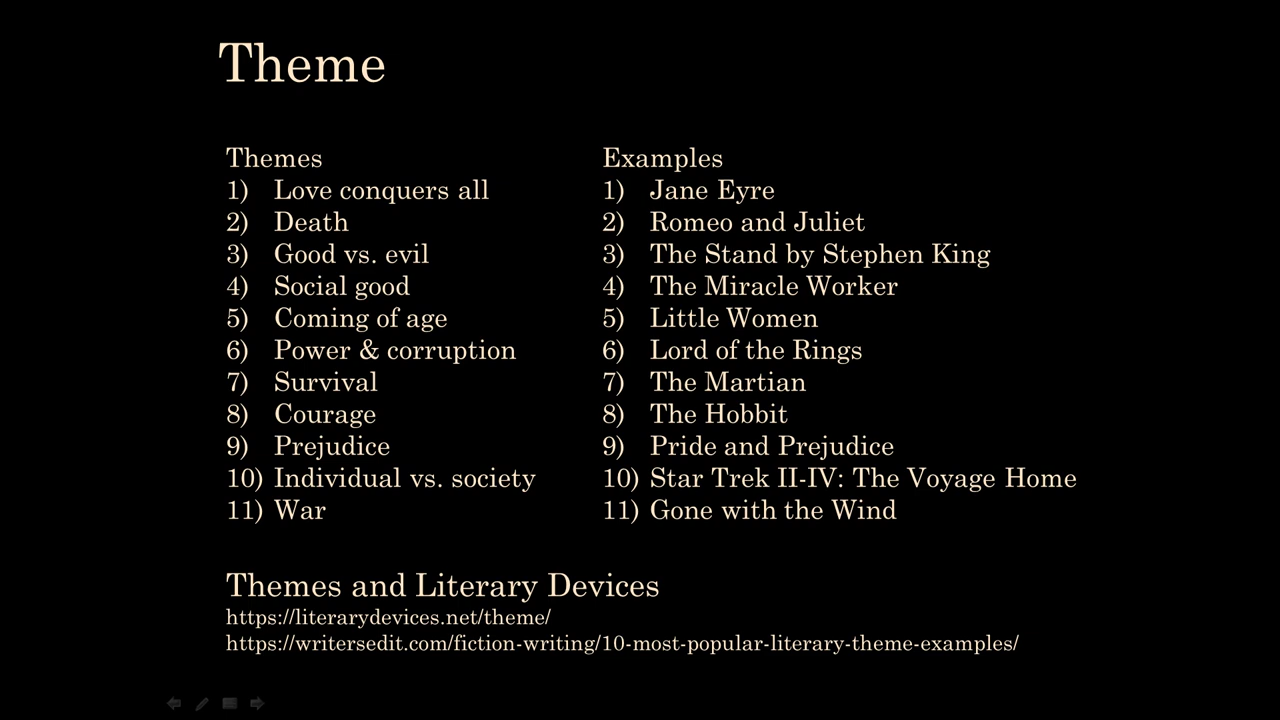 Theme
Themes
1) Love conquers all
2) Death
3) Good vs. evil
4) Social good
5) Coming of age
6) Power & corruption
7) Survival
8) Courage
9) Prejudice
10) Individual vs. society
11) War
Examples
1) Jane Eyre
2) Romeo and Juliet
3) The Stand by Stephen King
4) The Miracle Worker
5) Little Women
6) Lord of the Rings
7) The Martian
8) The Hobbit
9) Pride and Prejudice
10) Star Trek II-IV: The Voyage Home
11) Gone with the Wind
Themes and Literary Devices
https://literarydevices.net/theme/
https://writersedit.com/fiction-writing/10-most-popular-literary-theme-examples/